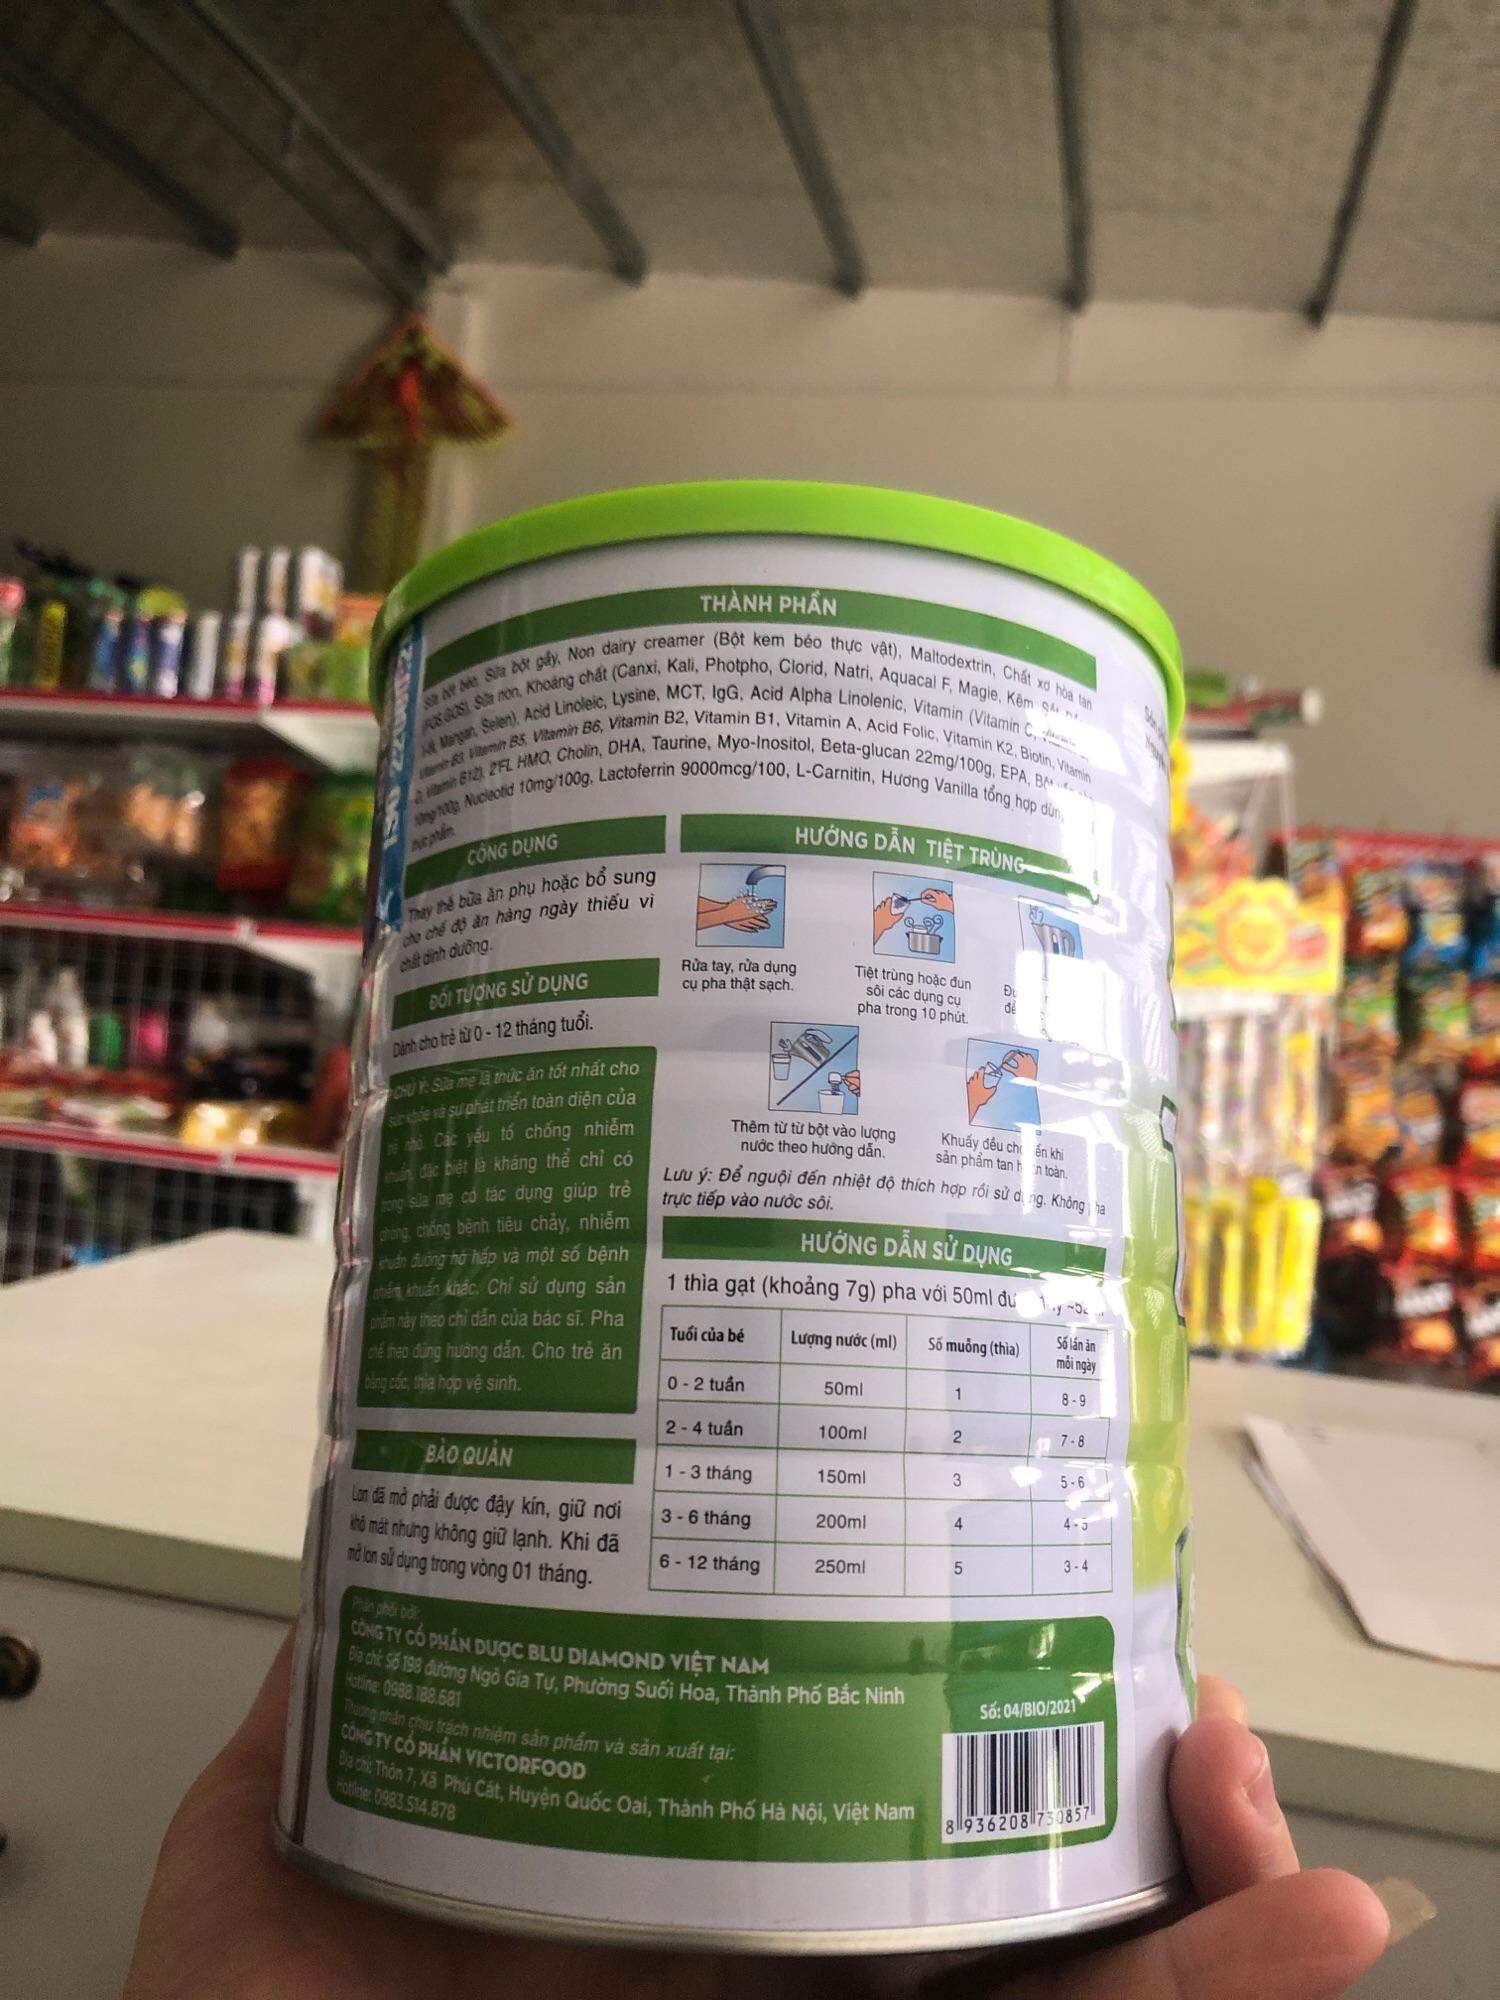 THÀNH PHẦN
Sữa bột béo, Sữa bột gầy, Non dairy creamer (Bột kem béo thực vật), Maltodextrin, Chất xơ hòa tan
(FOS,GOS), Sữa non, Khoáng chất (Canxi, Kali, Photpho, Clorid, Natri, Aquacal F, Magie, Kẽm, Sắt,
Mangan, Selen), Acid Linoleic, Lysine, MCT, IgG, Acid Alpha Linolenic, Vitamin (Vitamin C,
Vitamin B3, Vitamin B5, Vitamin B6, Vitamin B2, Vitamin B1, Vitamin A, Acid Folic, Vitamin K2, Biotin, Vitamin
D, Vitamin B12), 2'FL HMO, Cholin, DHA, Taurine, Myo-Inositol, Beta-glucan 22mg/100g, EPA,
10mg/100g, Nucleotid 10mg/100g, Lactoferrin 9000mcg/100, L-Carnitin, Hương Vanilla tổng hợp dùng
thực phẩm.
ISO 22000
CÔNG DỤNG
Thay thế bữa ăn phụ hoặc bổ sung
cho chế độ ăn hàng ngày thiếu vi
chất dinh dưỡng.
ĐỐI TƯỢNG SỬ DỤNG
Dành cho trẻ từ 0 - 12 tháng tuổi.
CHÚ Ý: Sữa mẹ là thức ăn tốt nhất cho
sức khỏe và sự phát triển toàn diện của
trẻ nhỏ. Các yếu tố chống nhiễm
khuẩn, đặc biệt là kháng thể chỉ có
trong sữa mẹ có tác dụng giúp trẻ
phòng, chống bệnh tiêu chảy, nhiễm
khuẩn đường hô hấp và một số bệnh
nhiễm khuẩn khác. Chỉ sử dụng sản
phẩm này theo chỉ dẫn của bác sĩ. Pha
chế theo đúng hướng dẫn. Cho trẻ ăn
bằng cốc, thìa hợp vệ sinh.
BẢO QUẢN
Lon đã mở phải được đậy kín, giữ nơi
khô mát nhưng không giữ lạnh. Khi đã
mở lon sử dụng trong vòng 01 tháng.
HƯỚNG DẪN TIỆT TRÙNG
Rửa tay, rửa dụng
cụ pha thật sạch.
Tiệt trùng hoặc đun
sôi các dụng cụ
pha trong 10 phút.
Thêm từ từ bột vào lượng
nước theo hướng dẫn.
Khuấy đều cho đến khi
sản phẩm tan hoàn toàn.
Lưu ý: Để nguội đến nhiệt độ thích hợp rồi sử dụng. Không pha
trực tiếp vào nước sôi.
HƯỚNG DẪN SỬ DỤNG
1 thìa gạt (khoảng 7g) pha với 50ml
Tuổi của bé Lượng nước (ml) Số muỗng (thìa) Số lần ăn
mỗi ngày
0 - 2 tuần 50ml 1 8 - 9
2 - 4 tuần 100ml 2 7 - 8
1 - 3 tháng 150ml 3 5 - 6
3 - 6 tháng 200ml 4 4 - 5
6 - 12 tháng 250ml 5 3 - 4
Phân phối bởi:
CÔNG TY CỔ PHẦN DƯỢC BLU DIAMOND VIỆT NAM
Địa chỉ: Số 198 đường Ngô Gia Tự, Phường Suối Hoa, Thành Phố Bắc Ninh
Hotline: 0988.188.681
Thương nhân chịu trách nhiệm sản phẩm và sản xuất tại:
CÔNG TY CỔ PHẦN VICTORFOOD
Địa chỉ: Thôn 7, Xã Phú Cát, Huyện Quốc Oai, Thành Phố Hà Nội, Việt Nam
Hotline: 0983.514.878
Số: 04/BIO/2021
8 936208 730857